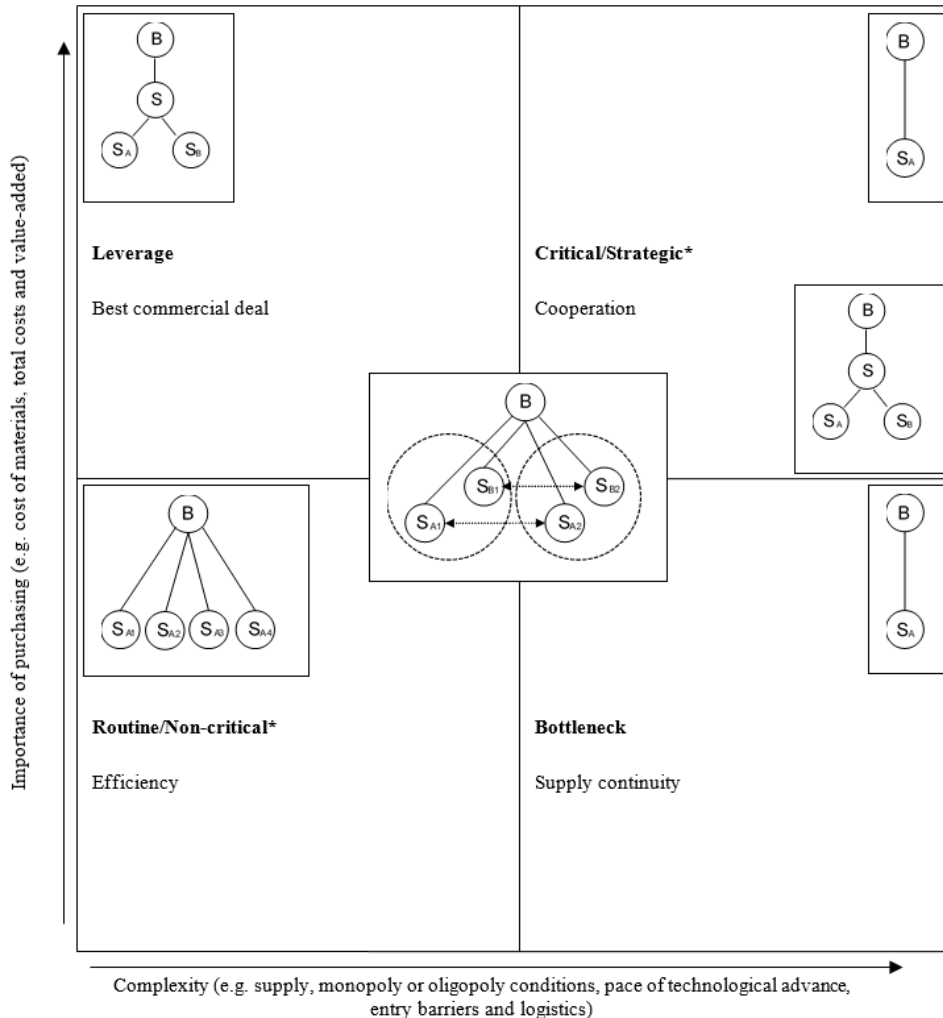 B
S
SA SB
Leverage
Best commercial deal
B
SA
Critical/Strategic*
Cooperation
B
S
SA SB
B
SB1 SB2
SA1 SA2
B
SA1 SA2 SA3 SA4
Routine/Non-critical*
Efficiency
B
SA
Bottleneck
Supply continuity
Importance of purchasing (e.g. cost of materials, total costs and value-added)
Complexity (e.g. supply, monopoly or oligopoly conditions, pace of technological advance,
entry barriers and logistics)